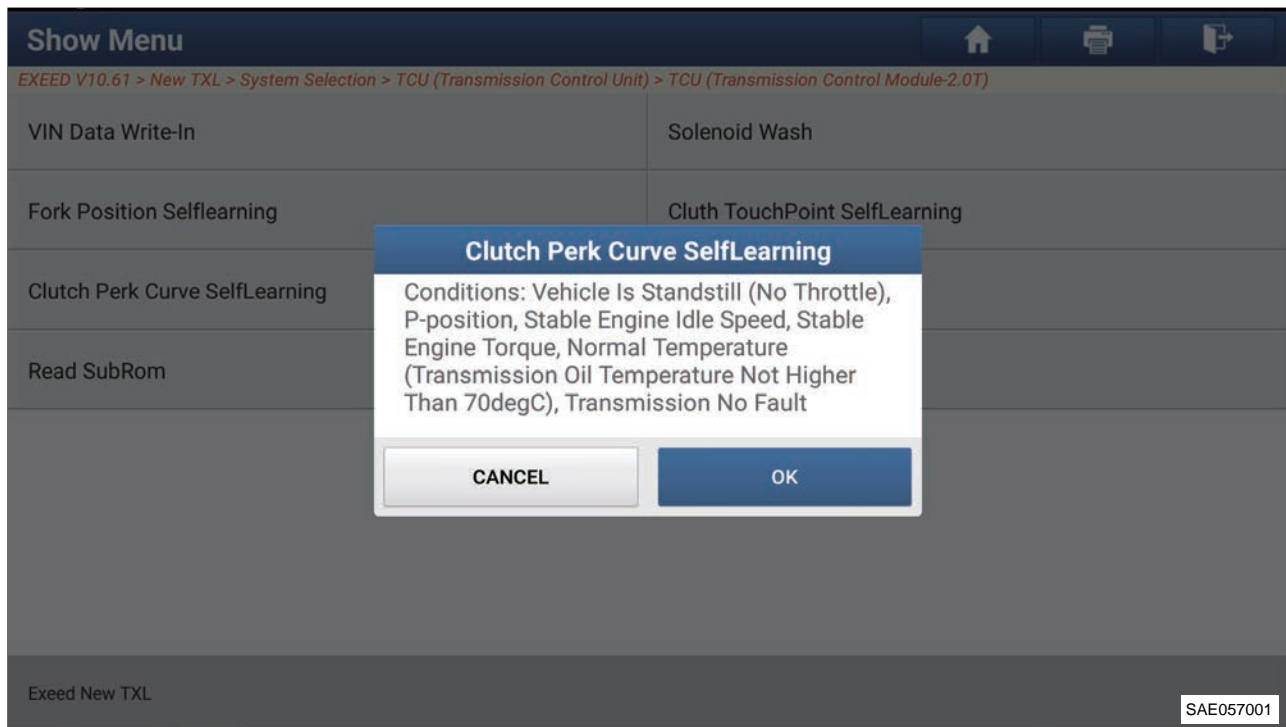 Show Menu
EXEED V10.61 > New TXL > System Selection > TCU (Transmission Control Unit) > TCU (Transmission Control Module-2.0T)
VIN Data Write-In
Solenoid Wash
Fork Position Selflearning
Cluth TouchPoint SelfLearning
Clutch Perk Curve SelfLearning
Read SubRom
Clutch Perk Curve SelfLearning
Conditions: Vehicle Is Standstill (No Throttle),
P-position, Stable Engine Idle Speed, Stable
Engine Torque, Normal Temperature
(Transmission Oil Temperature Not Higher
Than 70degC), Transmission No Fault
CANCEL
OK
Exeed New TXL
SAE057001